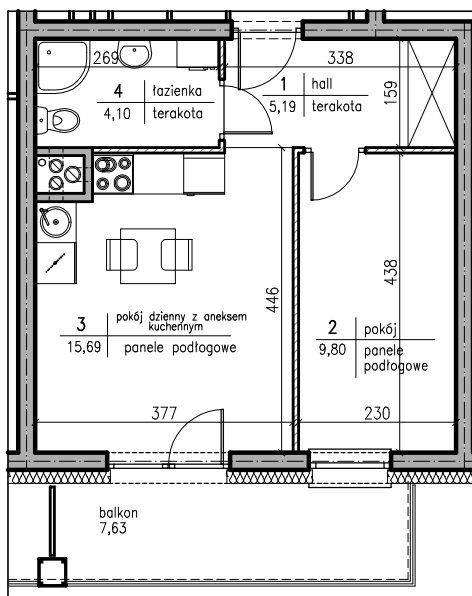 269
338
4 łazienka
4,10 terakota
1 hall
5,19 terakota
159
446
438
3 pokój dzienny z aneksem
kuchennym
15,69 panele podłogowe
2 pokój
9,80 panele
podłogowe
377
230
balkon
7,63